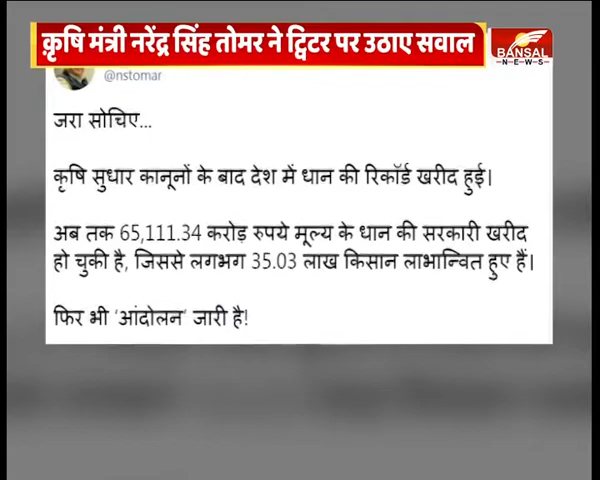 कृषि मंत्री नरेंद्र सिंह तोमर ने ट्विटर पर उठाए सवाल
BANSAL
NEWS
@nstomar
जरा सोचिए...
कृषि सुधार कानूनों के बाद देश में धान की रिकॉर्ड खरीद हुई।
अब तक 65,111.34 करोड़ रुपये मूल्य के धान की सरकारी खरीद
हो चुकी है, जिससे लगभग 35.03 लाख किसान लाभान्वित हुए हैं।
फिर भी 'आंदोलन' जारी है!